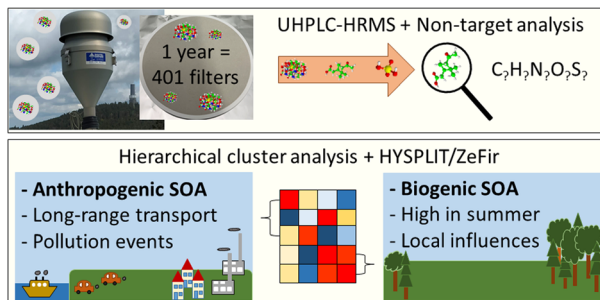 UHPLC-HRMS + Non-target analysis
1 year =
401 filters
C?H?N?O?S?
Hierarchical cluster analysis + HYSPLIT/ZeFir
- Anthropogenic SOA
- Long-range transport
- Pollution events
- Biogenic SOA
- High in summer
- Local influences